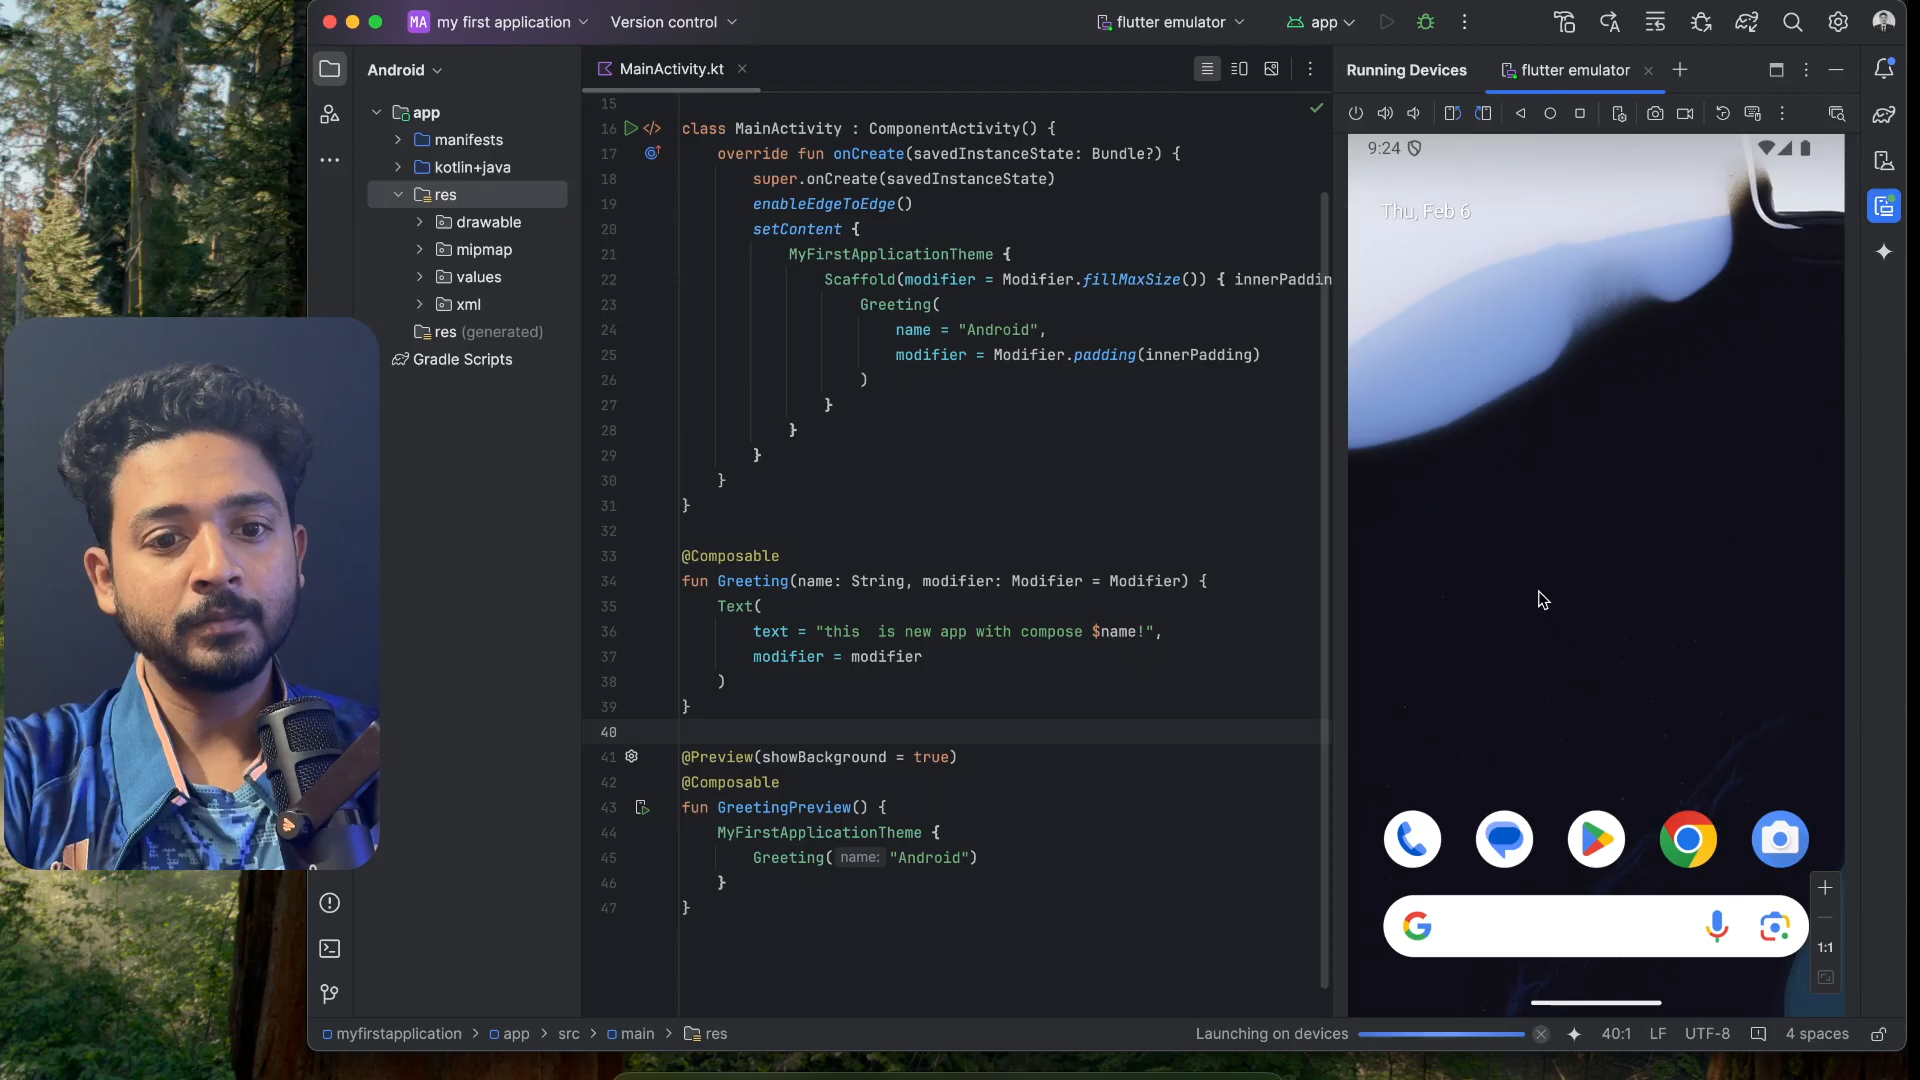 MA my first application
Version control
flutter emulator
app
Android
MainActivity.kt
Running Devices
flutter emulator
app
manifests
kotlin+java
res
drawable
mipmap
values
xml
res (generated)
Gradle Scripts
15
16 class MainActivity : ComponentActivity() {
17 override fun onCreate(savedInstanceState: Bundle?) {
18 super.onCreate(savedInstanceState)
19 enableEdgeToEdge()
20 setContent {
21 MyFirstApplicationTheme {
22 Scaffold(modifier = Modifier.fillMaxSize()) { innerPaddin
23 Greeting(
24 name = "Android",
25 modifier = Modifier.padding(innerPadding)
26 )
27 }
28 }
29 }
30 }
31 }
32
33 @Composable
34 fun Greeting(name: String, modifier: Modifier = Modifier) {
35 Text(
36 text = "this  is new app with compose $name!",
37 modifier = modifier
38 )
39 }
40
41 @Preview(showBackground = true)
42 @Composable
43 fun GreetingPreview() {
44 MyFirstApplicationTheme {
45 Greeting( name: "Android")
46 }
47 }
9:24
Thu, Feb 6
1:1
myfirstapplication > app > src > main > res
Launching on devices
40:1 LF UTF-8 4 spaces